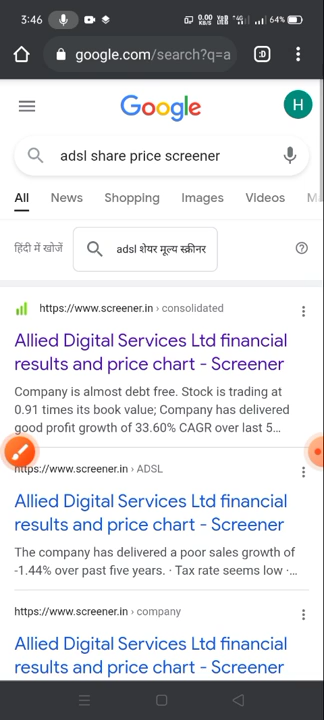 3:46 0.00 KB/S 4G 64%
google.com/search?q=a :D
Google H
adsl share price screener
All News Shopping Images Videos M
हिंदी में खोजें adsl शेयर मूल्य स्क्रीनर
https://www.screener.in › consolidated
Allied Digital Services Ltd financial
results and price chart - Screener
Company is almost debt free. Stock is trading at
0.91 times its book value; Company has delivered
good profit growth of 33.60% CAGR over last 5...
https://www.screener.in › ADSL
Allied Digital Services Ltd financial
results and price chart - Screener
The company has delivered a poor sales growth of
-1.44% over past five years. · Tax rate seems low ·...
https://www.screener.in › company
Allied Digital Services Ltd financial
results and price chart - Screener